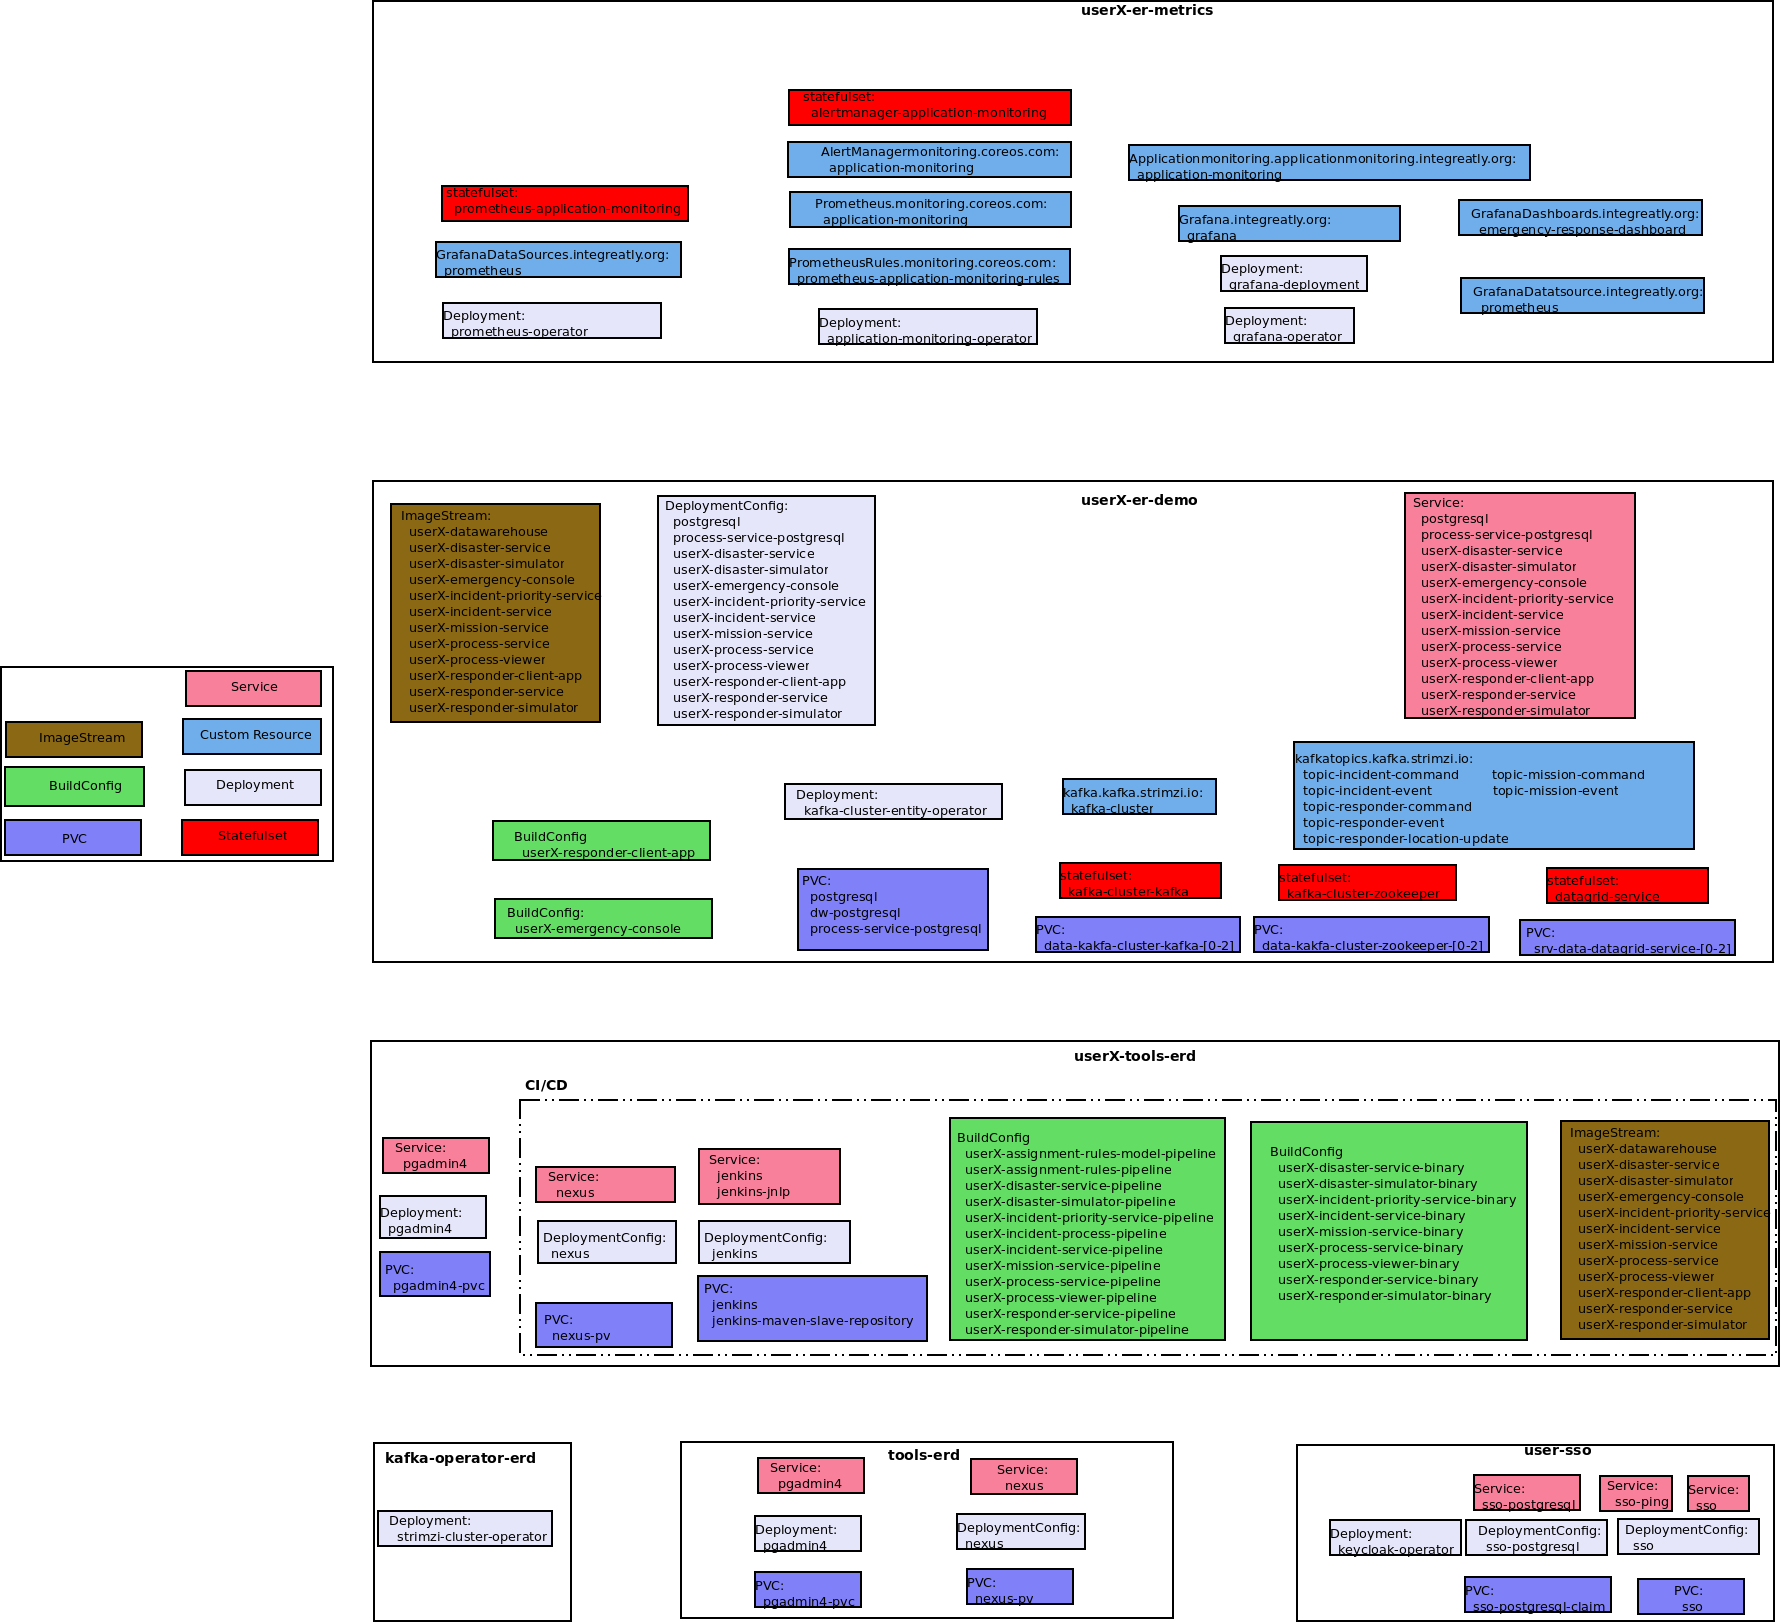 userX-er-metrics
statefulset:
alertmanager-application-monitoring
AlertManagermonitoring.coreos.com:
application-monitoring
Applicationmonitoring.applicationmonitoring.integreatly.org:
application-monitoring
statefulset:
prometheus-application-monitoring
Prometheus.monitoring.coreos.com:
application-monitoring
Grafana.integreatly.org:
grafana
GrafanaDashboards.integreatly.org:
emergency-response-dashboard
GrafanaDataSources.integreatly.org:
prometheus
PrometheusRules.monitoring.coreos.com:
prometheus-application-monitoring-rules
Deployment:
grafana-deployment
GrafanaDatatsource.integreatly.org:
prometheus
Deployment:
prometheus-operator
Deployment:
application-monitoring-operator
Deployment:
grafana-operator
userX-er-demo
ImageStream:
userX-datawarehouse
userX-disaster-service
userX-disaster-simulator
userX-emergency-console
userX-incident-priority-service
userX-incident-service
userX-mission-service
userX-process-service
userX-process-viewer
userX-responder-client-app
userX-responder-service
userX-responder-simulator
DeploymentConfig:
postgresql
process-service-postgresql
userX-disaster-service
userX-disaster-simulator
userX-emergency-console
userX-incident-priority-service
userX-incident-service
userX-mission-service
userX-process-service
userX-process-viewer
userX-responder-client-app
userX-responder-service
userX-responder-simulator
Service:
postgresql
process-service-postgresql
userX-disaster-service
userX-disaster-simulator
userX-emergency-console
userX-incident-priority-service
userX-incident-service
userX-mission-service
userX-process-service
userX-process-viewer
userX-responder-client-app
userX-responder-service
userX-responder-simulator
Service
ImageStream
Custom Resource
BuildConfig
Deployment
PVC
Statefulset
Deployment:
kafka-cluster-entity-operator
kafka.kafka.strimzi.io:
kafka-cluster
kafkatopics.kafka.strimzi.io:
topic-incident-command topic-mission-command
topic-incident-event topic-mission-event
topic-responder-command
topic-responder-event
topic-responder-location-update
BuildConfig
userX-responder-client-app
BuildConfig:
userX-emergency-console
PVC:
postgresql
dw-postgresql
process-service-postgresql
statefulset:
kafka-cluster-kafka
statefulset:
kafka-cluster-zookeeper
statefulset:
datagrid-service
PVC:
data-kakfa-cluster-kafka-[0-2]
PVC:
data-kakfa-cluster-zookeeper-[0-2]
PVC:
srv-data-datagrid-service-[0-2]
userX-tools-erd
CI/CD
Service:
pgadmin4
Deployment:
pgadmin4
PVC:
pgadmin4-pvc
Service:
nexus
DeploymentConfig:
nexus
PVC:
nexus-pv
Service:
jenkins
jenkins-jnlp
DeploymentConfig:
jenkins
PVC:
jenkins
jenkins-maven-slave-repository
BuildConfig
userX-assignment-rules-model-pipeline
userX-assignment-rules-pipeline
userX-disaster-service-pipeline
userX-disaster-simulator-pipeline
userX-incident-priority-service-pipeline
userX-incident-process-pipeline
userX-incident-service-pipeline
userX-mission-service-pipeline
userX-process-service-pipeline
userX-process-viewer-pipeline
userX-responder-service-pipeline
userX-responder-simulator-pipeline
BuildConfig
userX-disaster-service-binary
userX-disaster-simulator-binary
userX-incident-priority-service-binary
userX-incident-service-binary
userX-mission-service-binary
userX-process-service-binary
userX-process-viewer-binary
userX-responder-service-binary
userX-responder-simulator-binary
ImageStream:
userX-datawarehouse
userX-disaster-service
userX-disaster-simulator
userX-emergency-console
userX-incident-priority-service
userX-incident-service
userX-mission-service
userX-process-service
userX-process-viewer
userX-responder-client-app
userX-responder-service
userX-responder-simulator
kafka-operator-erd
Deployment:
strimzi-cluster-operator
tools-erd
Service:
pgadmin4
Service:
nexus
Deployment:
pgadmin4
DeploymentConfig:
nexus
PVC:
pgadmin4-pvc
PVC:
nexus-pv
user-sso
Service:
sso-postgresql
Service:
sso-ping
Service:
sso
Deployment:
keycloak-operator
DeploymentConfig:
sso-postgresql
DeploymentConfig:
sso
PVC:
sso-postgresql-claim
PVC:
sso